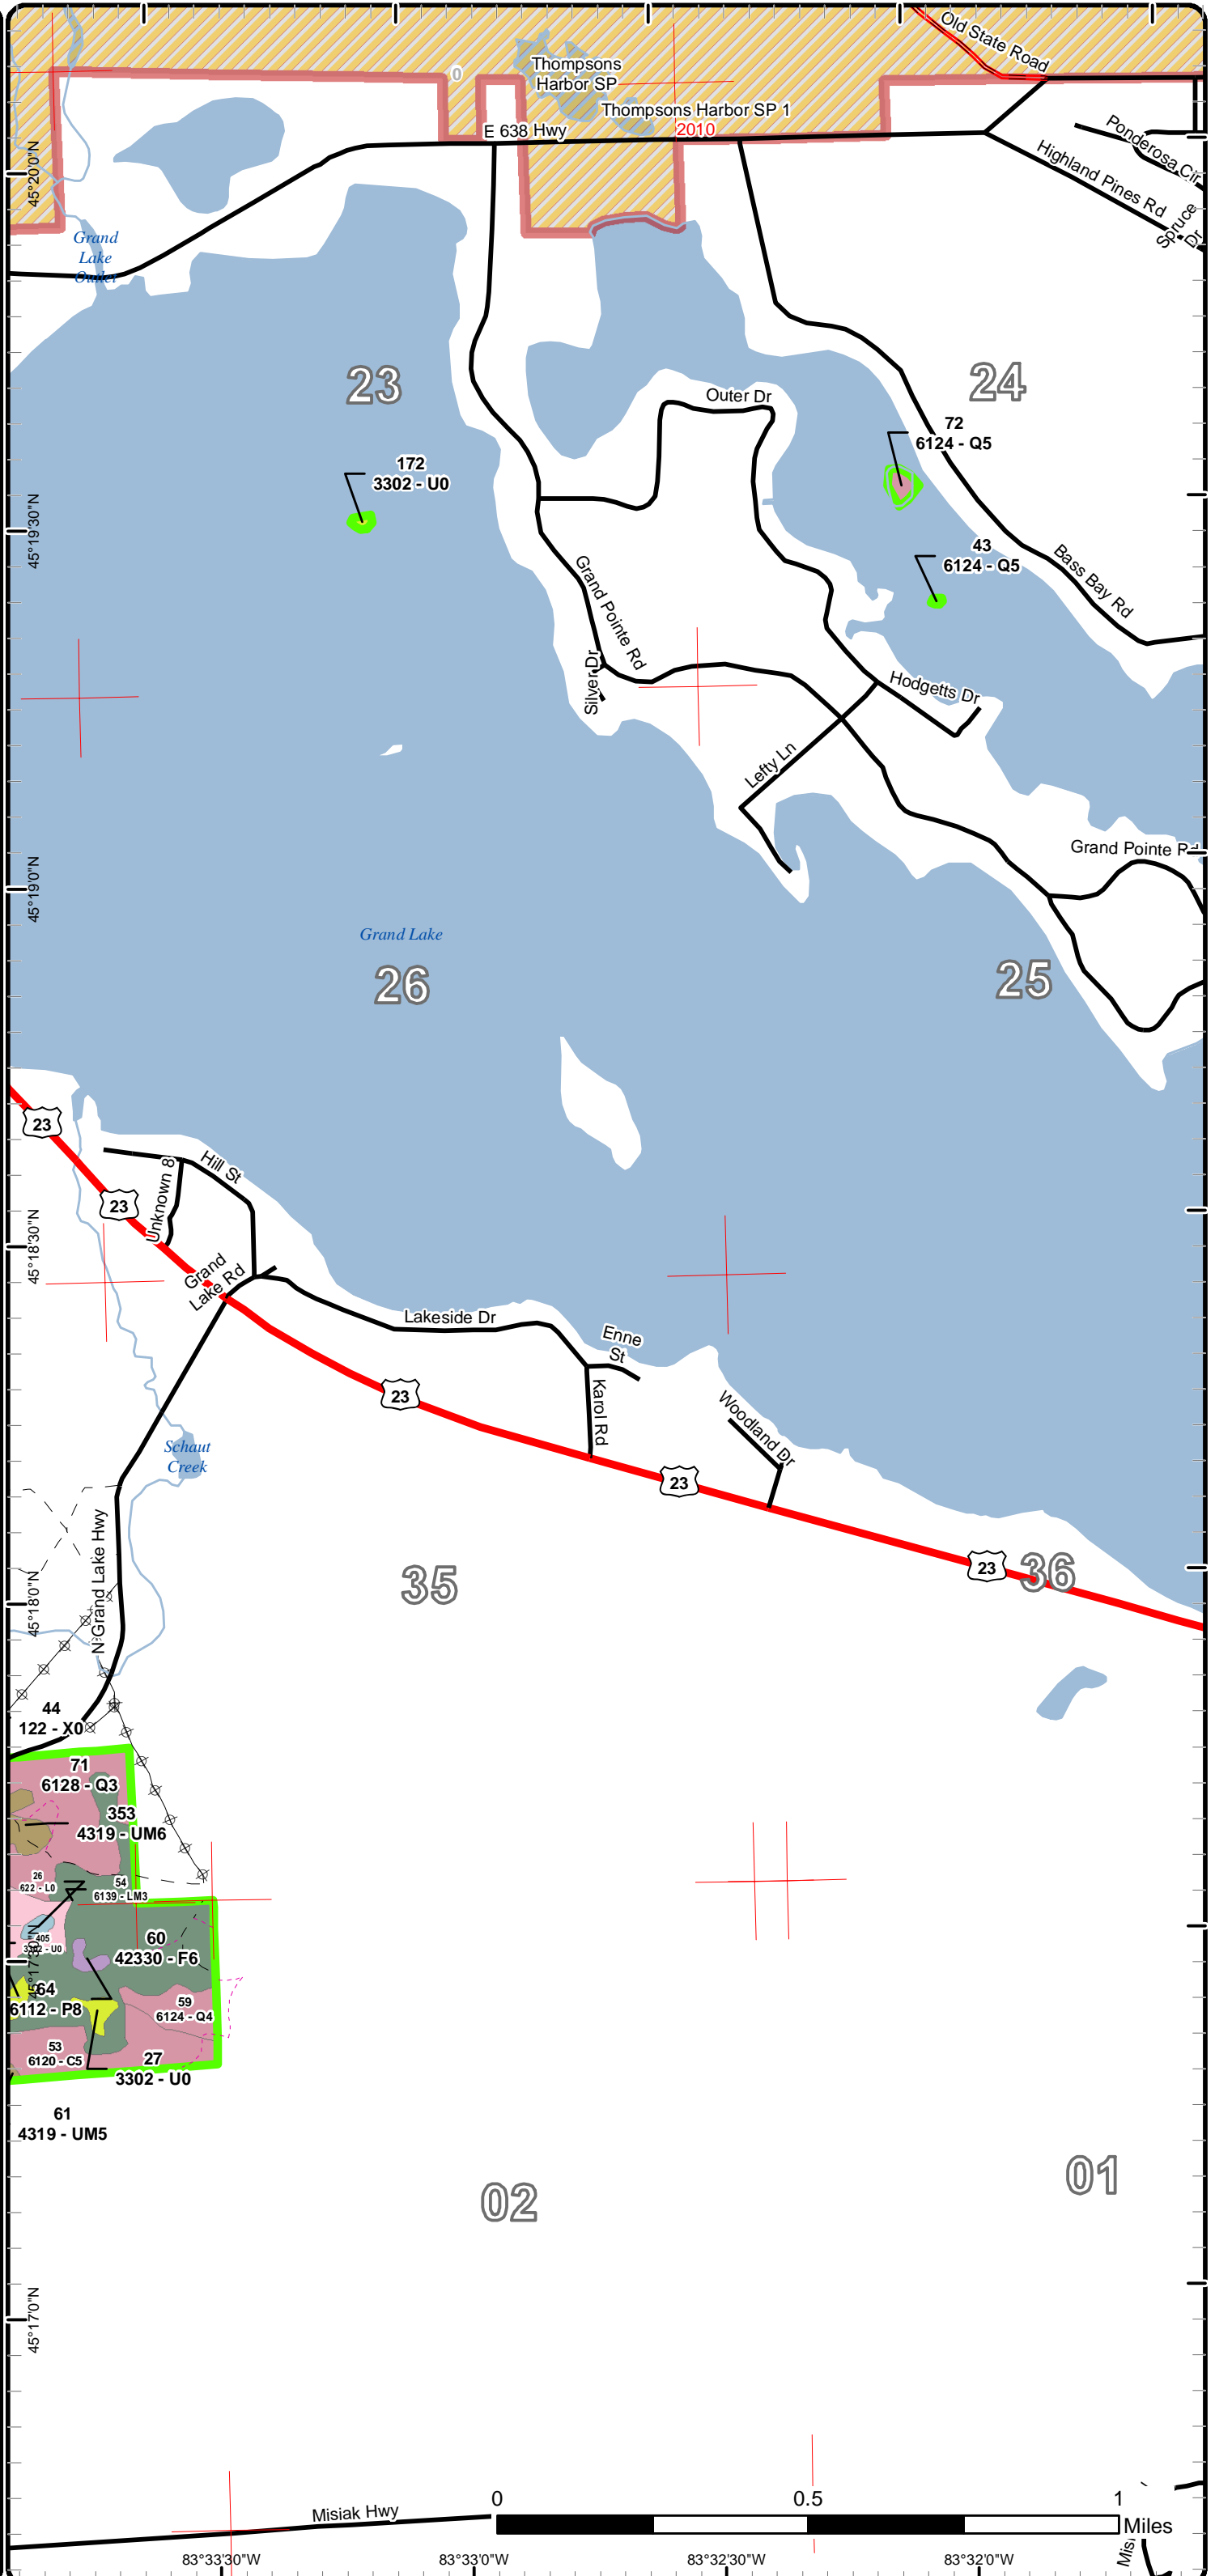 Old State Road
Thompsons
Harbor SP
0
Thompsons Harbor SP 1
2010
E 638 Hwy
Ponderosa Cir
Highland Pines Rd
Spruce
Dr
45°20'0"N
Grand
Lake
Outlet
23
24
Outer Dr
72
6124 - Q5
172
3302 - U0
45°19'30"N
43
6124 - Q5
Bass Bay Rd
Grand Pointe Rd
Silver Dr
Hodgetts Dr
Lefty Ln
Grand Pointe Rd
45°19'0"N
Grand Lake
26
25
23
Hill St
Unknown 8
23
45°18'30"N
Grand
Lake Rd
Lakeside Dr
Enne
St
23
Karol Rd
Woodland Dr
Schaut
Creek
23
N Grand Lake Hwy
35
23
36
45°18'0"N
44
122 - X0
71
6128 - Q3
353
4319 - UM6
26
622 - L0
54
6139 - LM3
405
3302 - U0
60
42330 - F6
45°17'30"N
64
6112 - P8
59
6124 - Q4
53
6120 - C5
27
3302 - U0
61
4319 - UM5
01
02
45°17'0"N
0
0.5
1
Miles
Misiak Hwy
Misi
83°33'30"W
83°33'0"W
83°32'30"W
83°32'0"W